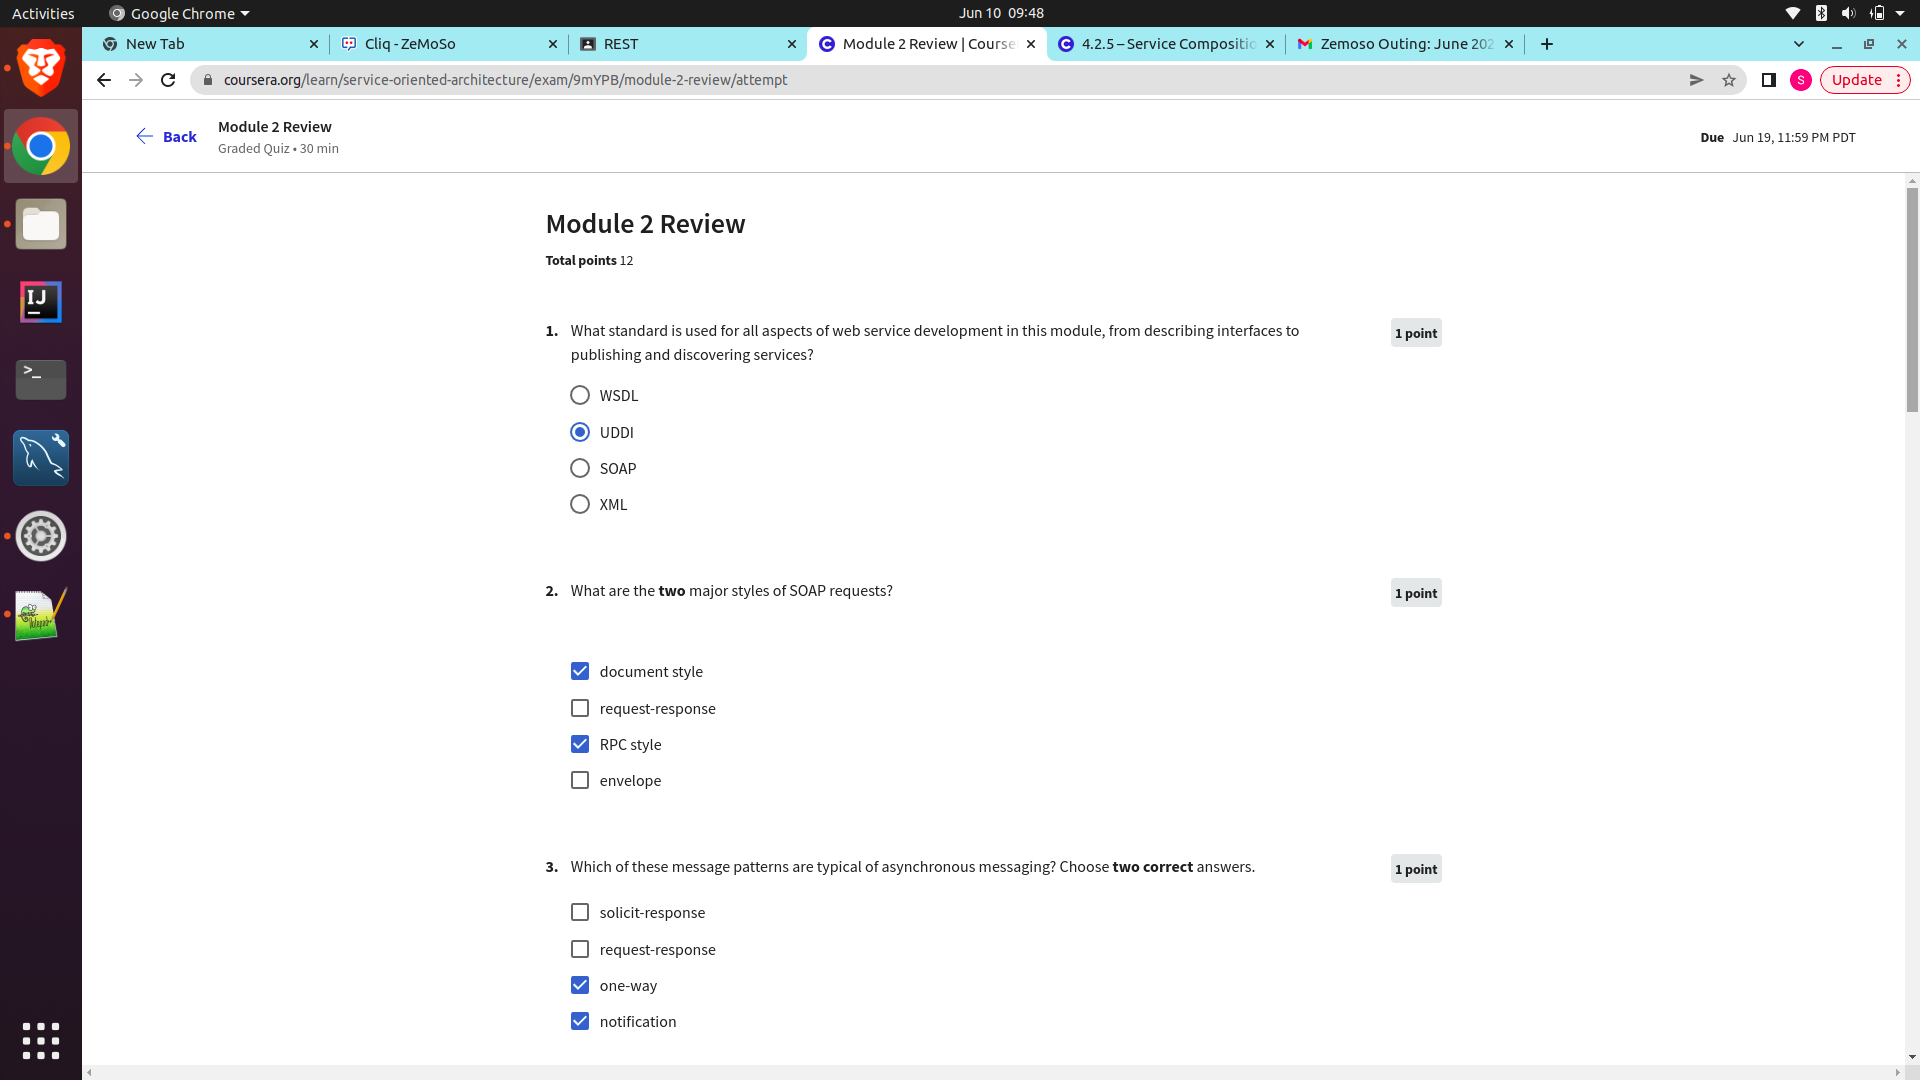 Activities
Google Chrome
Jun 10 09:48
New Tab
Cliq - ZeMoSo
REST
Module 2 Review | Course
4.2.5 – Service Compositio
Zemoso Outing: June 202
coursera.org/learn/service-oriented-architecture/exam/9mYPB/module-2-review/attempt
S
Update
Back
Module 2 Review
Graded Quiz • 30 min
Due Jun 19, 11:59 PM PDT
IJ
>_
Module 2 Review
Total points 12
1. What standard is used for all aspects of web service development in this module, from describing interfaces to
publishing and discovering services?
1 point
WSDL
UDDI
SOAP
XML
2. What are the two major styles of SOAP requests?
1 point
document style
request-response
RPC style
envelope
3. Which of these message patterns are typical of asynchronous messaging? Choose two correct answers.
1 point
solicit-response
request-response
one-way
notification